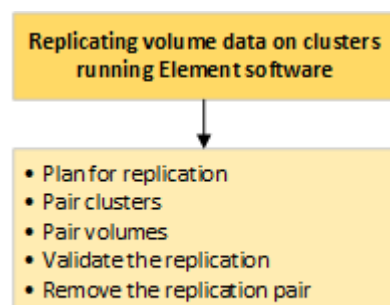 Replicating volume data on clusters
running Element software
• Plan for replication
• Pair clusters
• Pair volumes
• Validate the replication
• Remove the replication pair